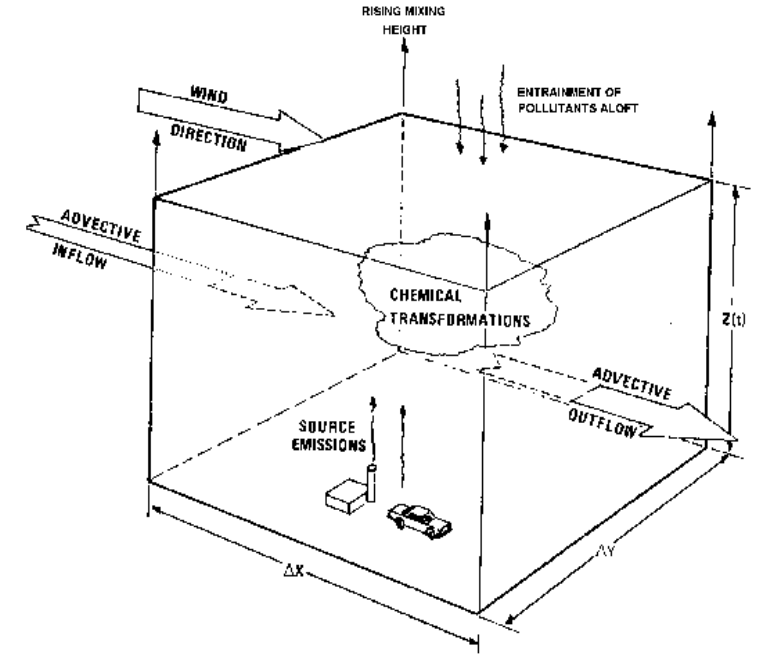 RISING MIXING
HEIGHT
ENTRAINMENT OF
POLLUTANTS ALOFT
WIND
DIRECTION
ADVECTIVE
INFLOW
CHEMICAL
TRANSFORMATIONS
Z(t)
ADVECTIVE
OUTFLOW
SOURCE
EMISSIONS
ΔX
ΔY